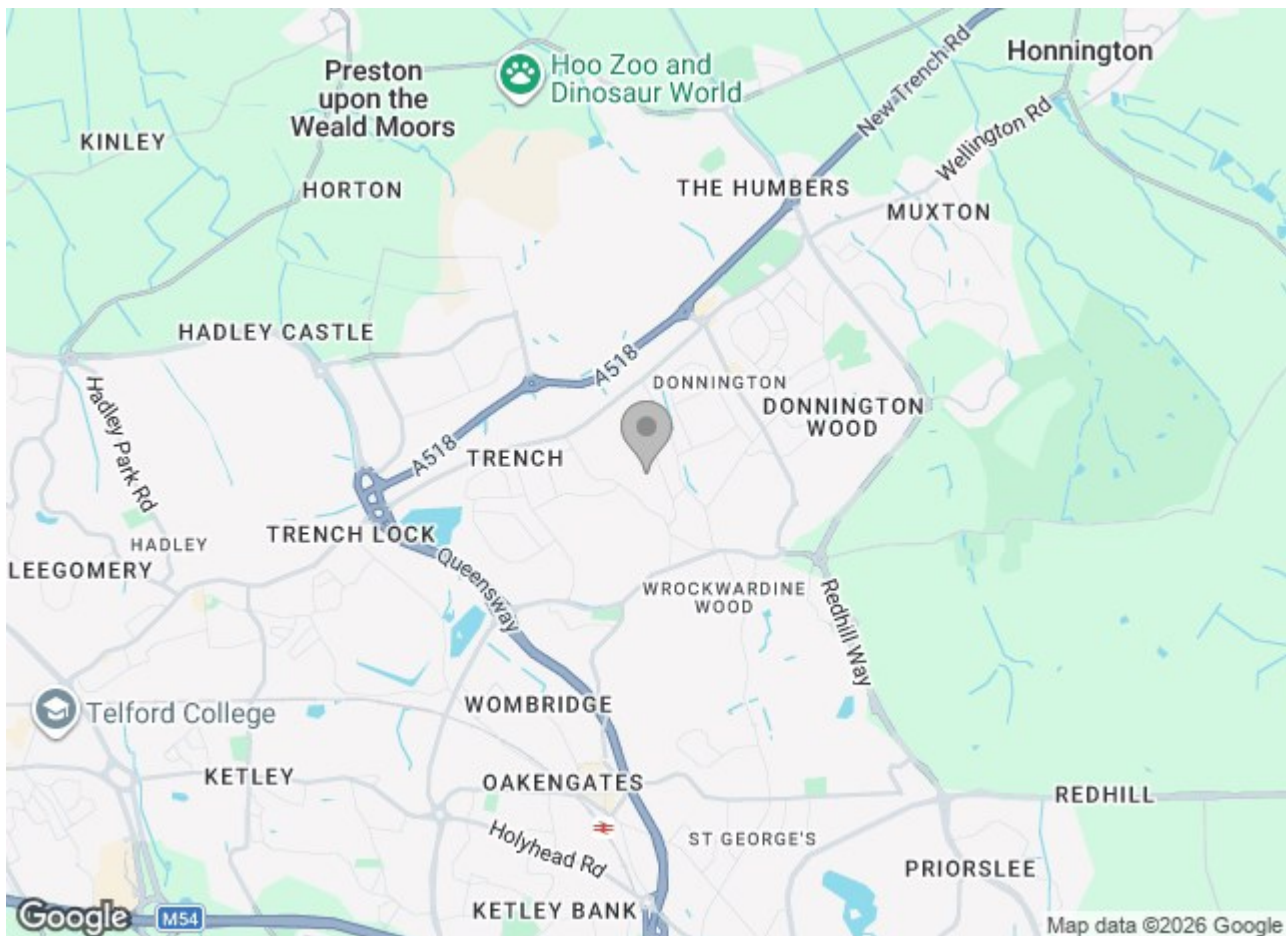 Preston
upon the
Weald Moors
Hoo Zoo and
Dinosaur World
New Trench Rd
Honnington
KINLEY
HORTON
THE HUMBERS
Wellington Rd
MUXTON
HADLEY CASTLE
A518
DONNINGTON
DONNINGTON
WOOD
Hadley Park Rd
A518
TRENCH
TRENCH LOCK
HADLEY
LEEGOMERY
Queensway
WROCKWARDINE
WOOD
Redhill Way
Telford College
WOMBRIDGE
KETLEY
OAKENGATES
REDHILL
Holyhead Rd
ST GEORGE'S
PRIORSLEE
KETLEY BANK
Google
M54
Map data ©2026 Google